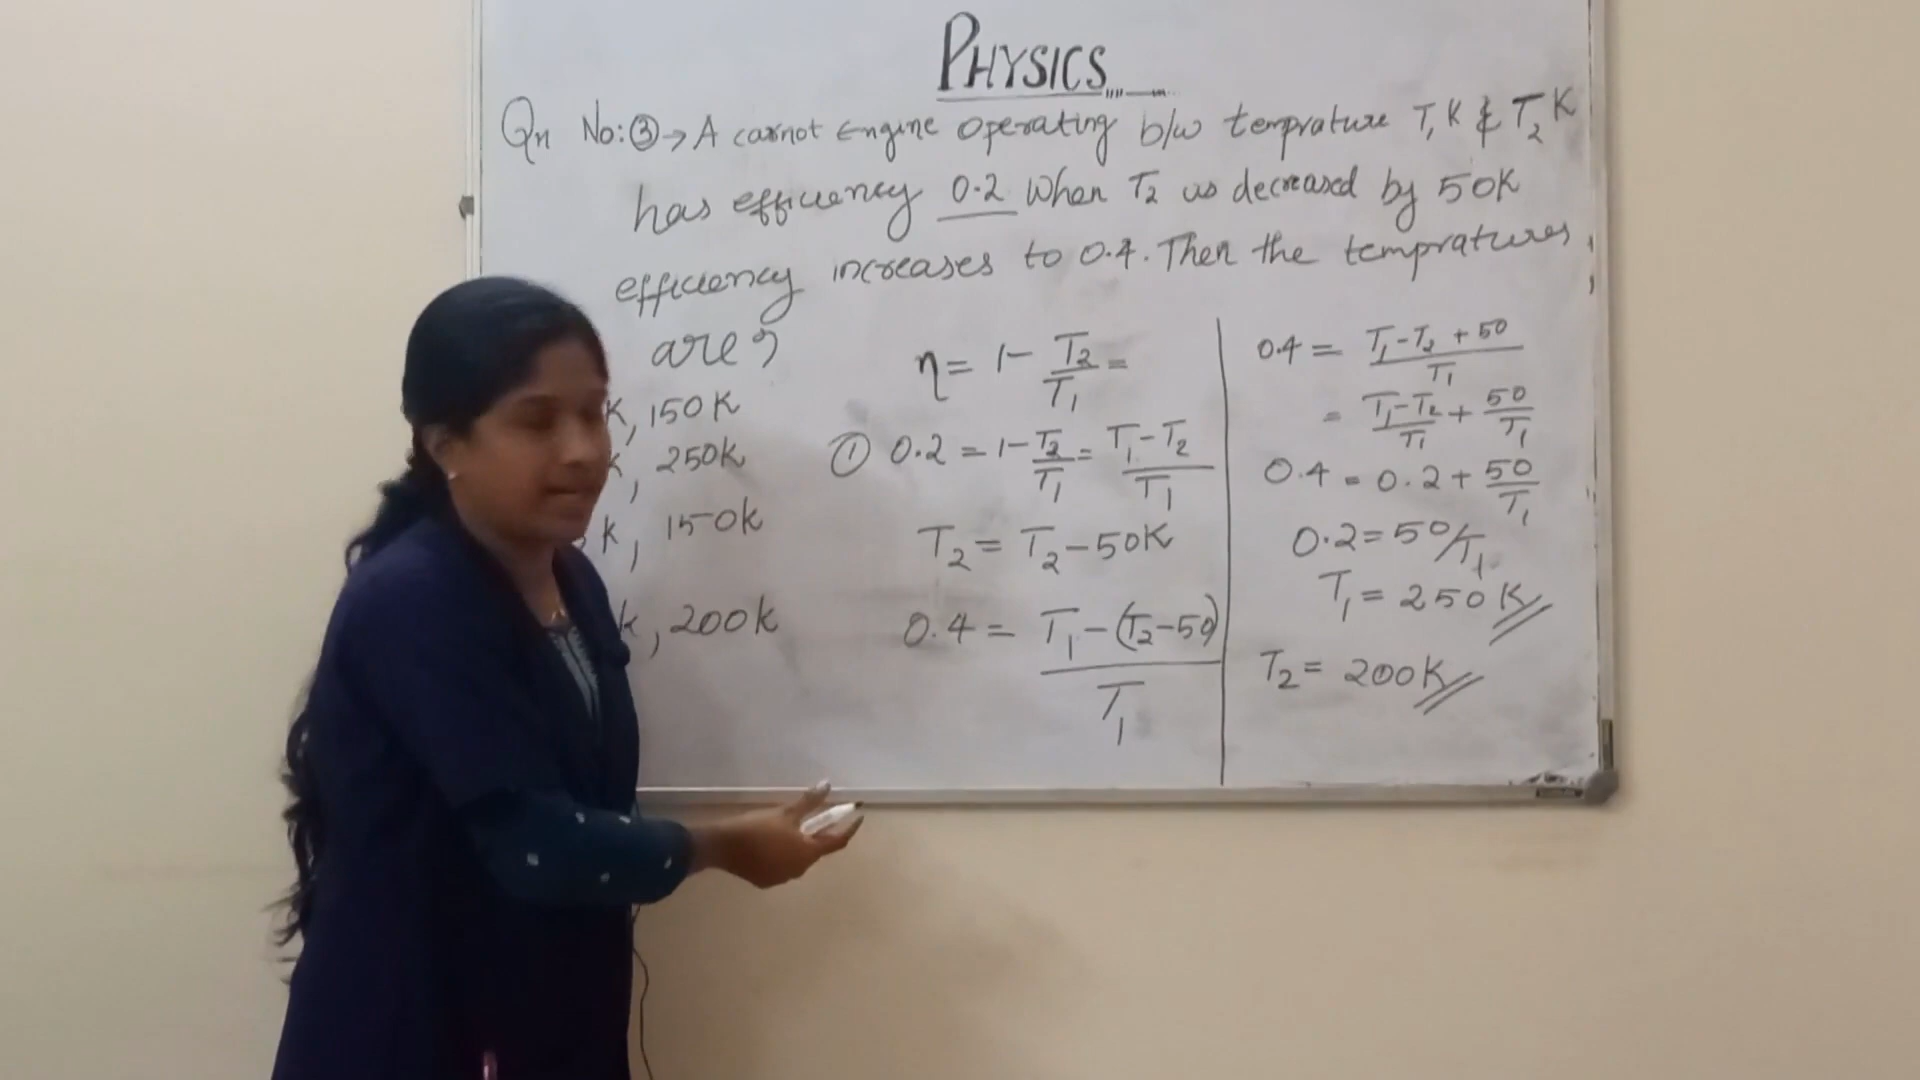 PHYSICS
Qn No: ③ → A carnot Engine Operating b/w temprature T₁K & T₂K
has efficiency 0.2 When T₂ is decreased by 50K
efficiency increases to 0.4. Then the tempratures
are?
K, 150K
K, 250K
K, 150K
K, 200K
η = 1 - T₂/T₁ =
① 0.2 = 1 - T₂/T₁ = T₁-T₂/T₁
T₂ = T₂ - 50K
0.4 = T₁-(T₂-50)/T₁
0.4 = T₁-T₂+50/T₁
= T₁-T₂/T₁ + 50/T₁
0.4 = 0.2 + 50/T₁
0.2 = 50/T₁
T₁ = 250K
T₂ = 200K